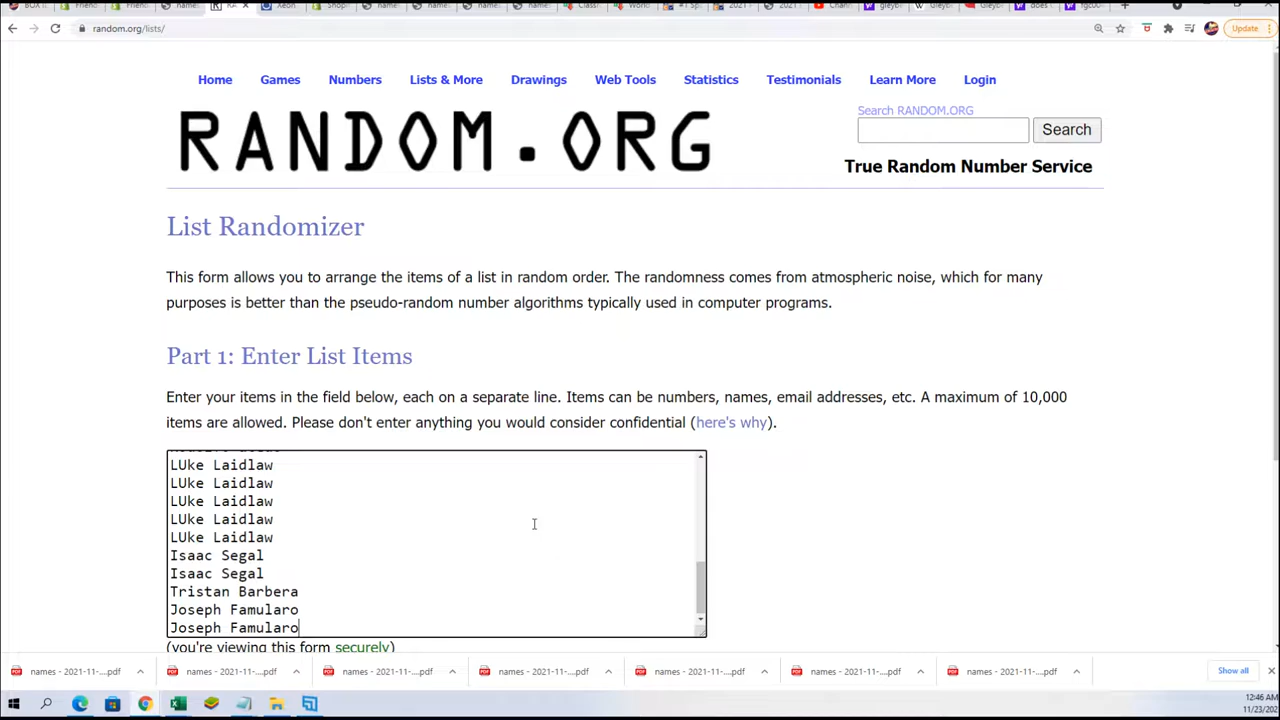 random.org/lists/
Update
Home Games Numbers Lists & More Drawings Web Tools Statistics Testimonials Learn More Login
RANDOM.ORG
Search RANDOM.ORG
Search
True Random Number Service
List Randomizer
This form allows you to arrange the items of a list in random order. The randomness comes from atmospheric noise, which for many
purposes is better than the pseudo-random number algorithms typically used in computer programs.
Part 1: Enter List Items
Enter your items in the field below, each on a separate line. Items can be numbers, names, email addresses, etc. A maximum of 10,000
items are allowed. Please don't enter anything you would consider confidential (here's why).
LUke Laidlaw
LUke Laidlaw
LUke Laidlaw
LUke Laidlaw
LUke Laidlaw
Isaac Segal
Isaac Segal
Tristan Barbera
Joseph Famularo
Joseph Famularo
(you're viewing this form securely)
names - 2021-11-....pdf names - 2021-11-....pdf names - 2021-11-....pdf names - 2021-11-....pdf names - 2021-11-....pdf names - 2021-11-....pdf names - 2021-11-....pdf Show all
12:46 AM
11/23/202